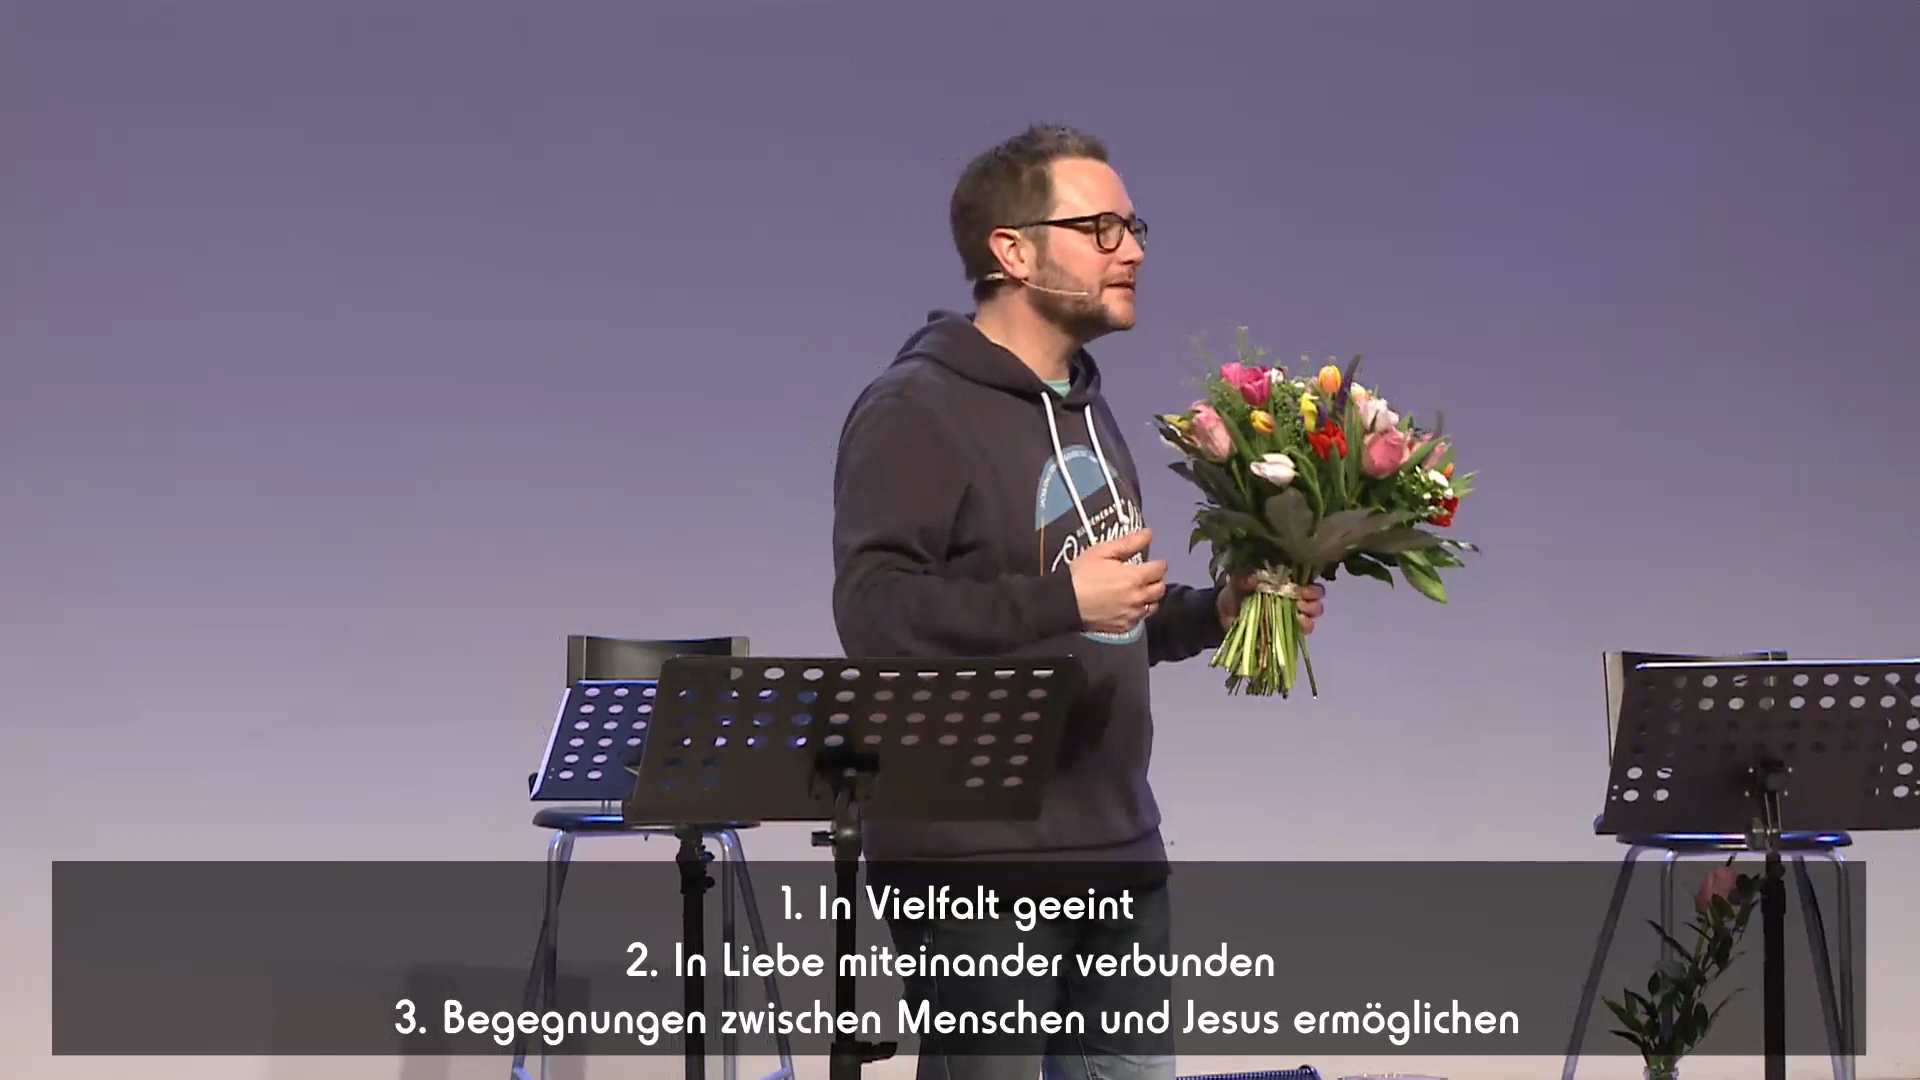 1. In Vielfalt geeint
2. In Liebe miteinander verbunden
3. Begegnungen zwischen Menschen und Jesus ermöglichen